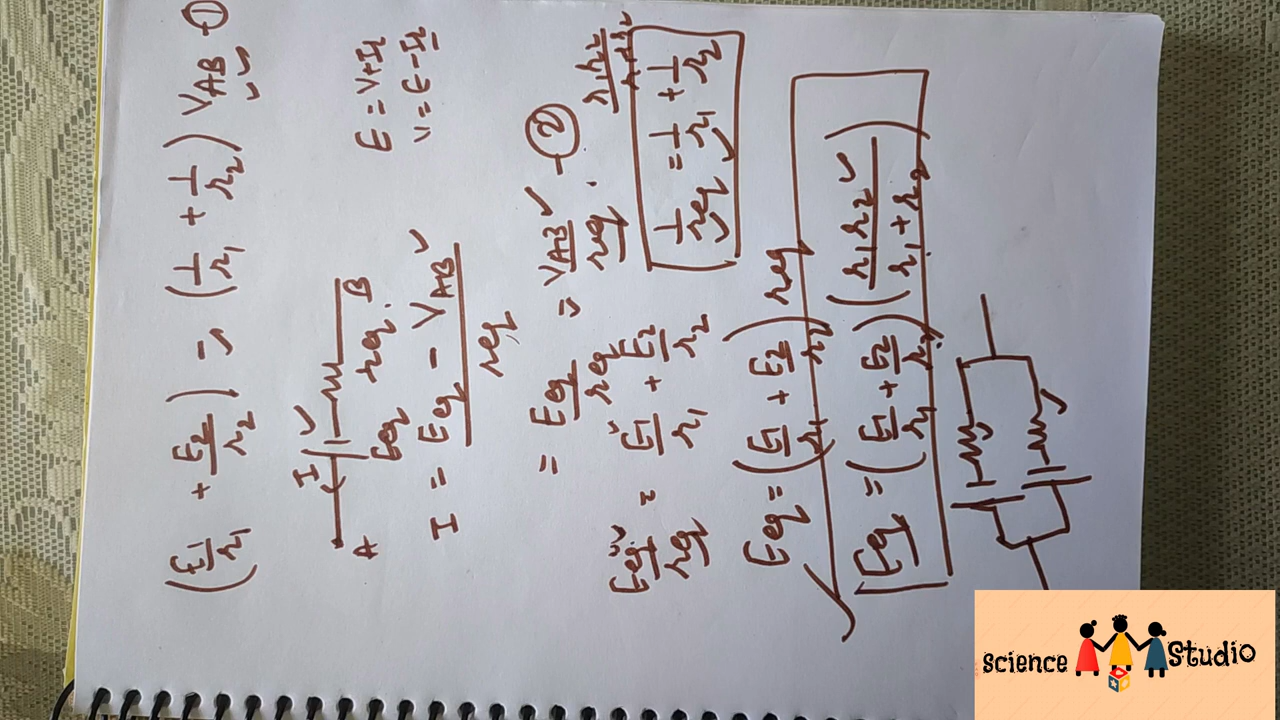 (E1/r1 + E2/r2) = (1/r1 + 1/r2) VAB -①
E = V+Ir
V = E-Ir
I
A
Eeq req. B
I = Eeq - VAB / req
= Eeq/req = VAB/req. -②
r1r2/r1+r2
Eeq/req = E1/r1 + E2/r2
1/req = 1/r1 + 1/r2
Eeq = (E1/r1 + E2/r2) req
Eeq = (E1/r1 + E2/r2) (r1r2/r1+r2)
Science Studio